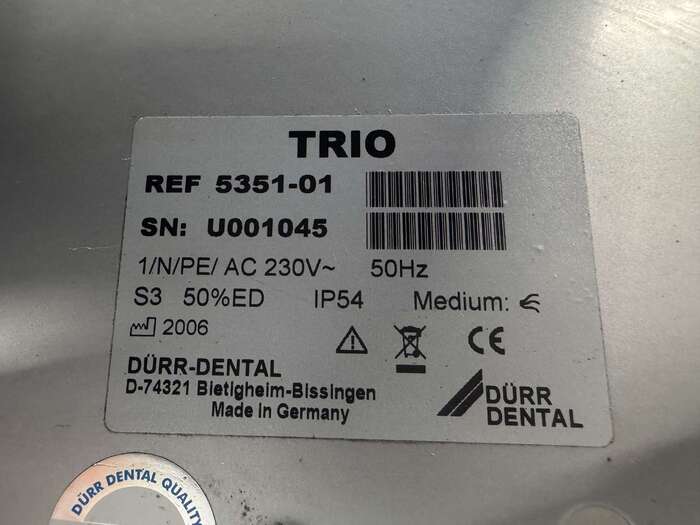 TRIO
REF 5351-01
SN: U001045
1/N/PE/ AC 230V~ 50Hz
S3 50%ED IP54 Medium:
2006
DÜRR-DENTAL
D-74321 Bietigheim-Bissingen
Made in Germany
DÜRR
DENTAL
DÜRR DENTAL QUALITY